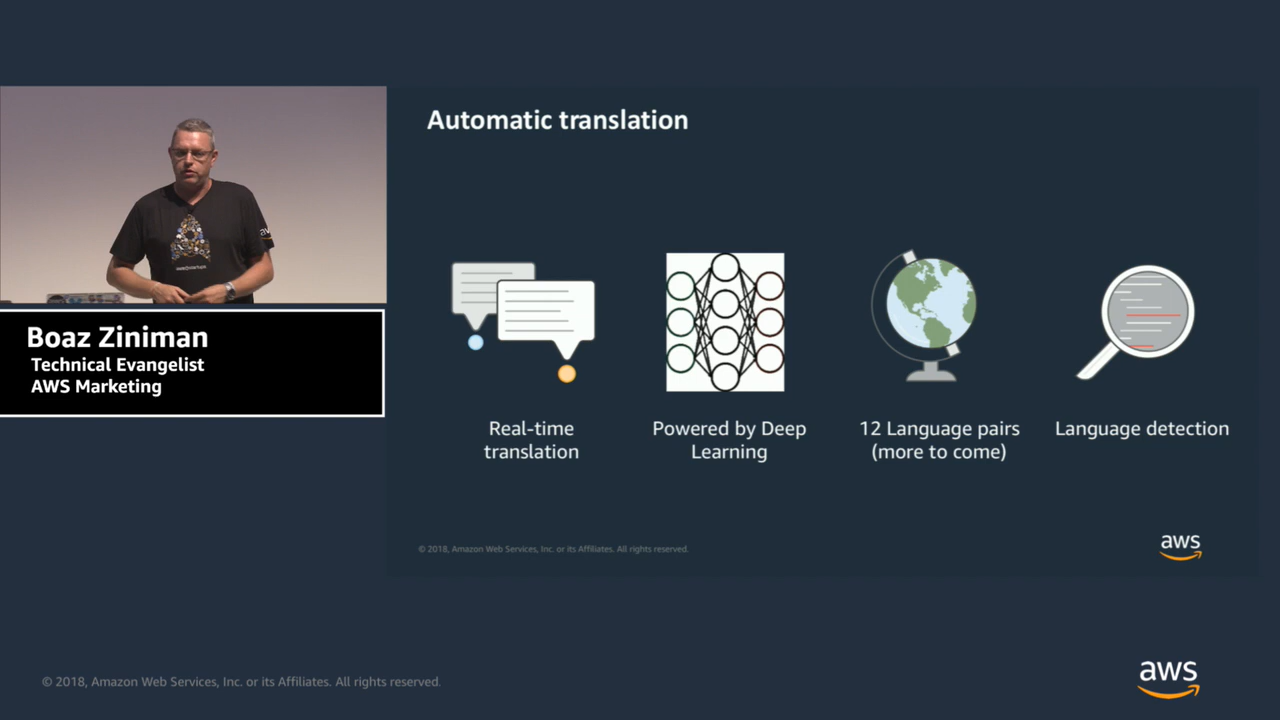 Automatic translation
Boaz Ziniman
Technical Evangelist
AWS Marketing
Real-time
translation
Powered by Deep
Learning
12 Language pairs
(more to come)
Language detection
© 2018, Amazon Web Services, Inc. or its Affiliates. All rights reserved.
aws
© 2018, Amazon Web Services, Inc. or its Affiliates. All rights reserved.
aws